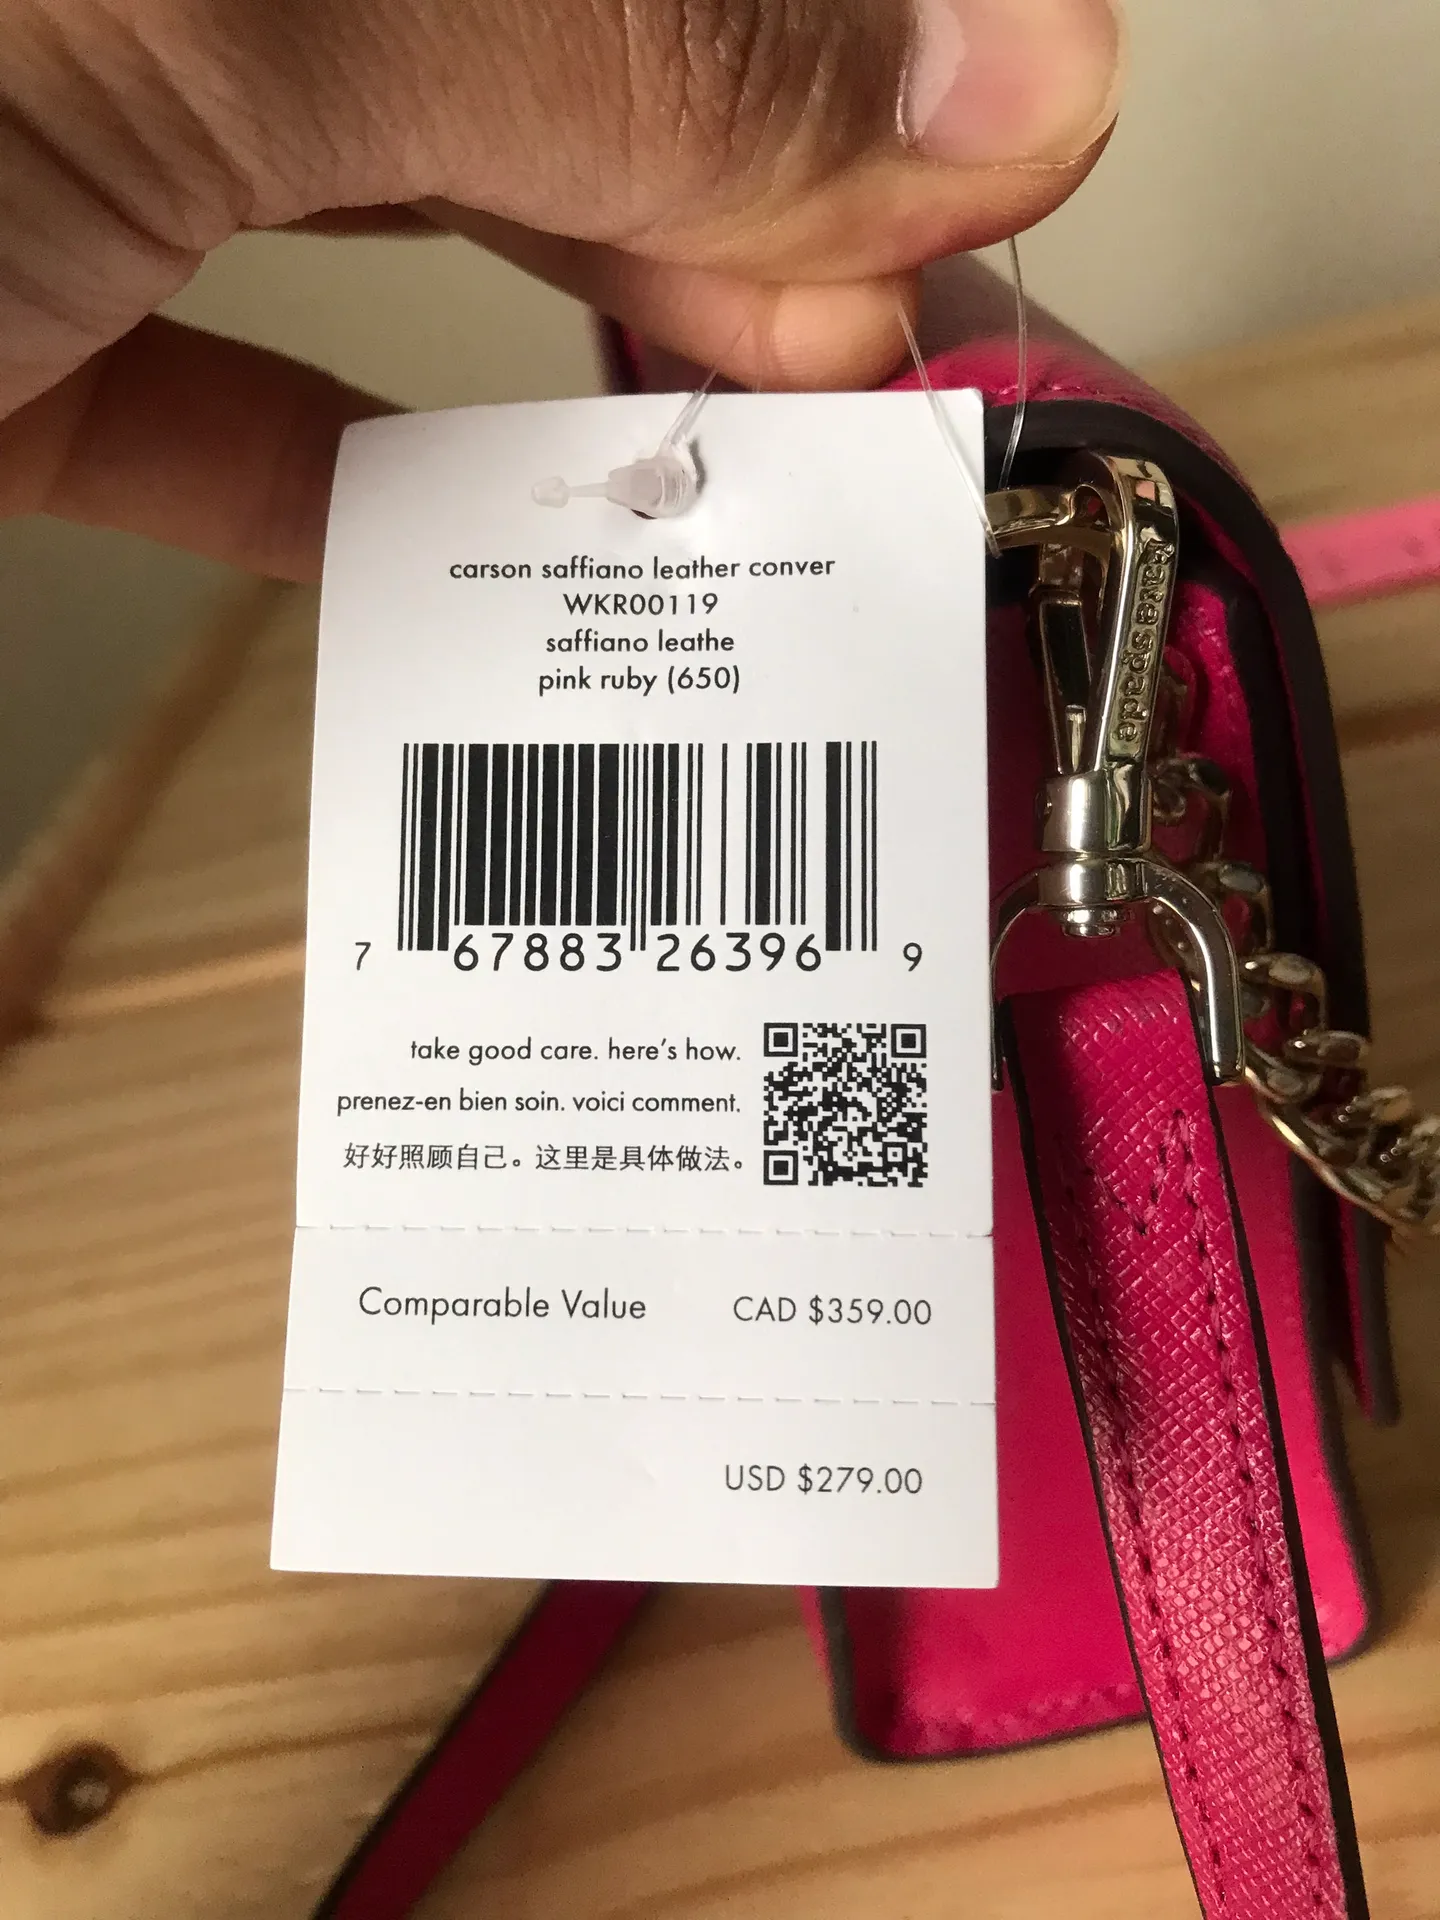 carson saffiano leather conver
WKR00119
saffiano leathe
pink ruby (650)
7 67883 26396 9
take good care. here's how.
prenez-en bien soin. voici comment.
好好照顾自己。这里是具体做法。
Comparable Value CAD $359.00
USD $279.00
kate spade